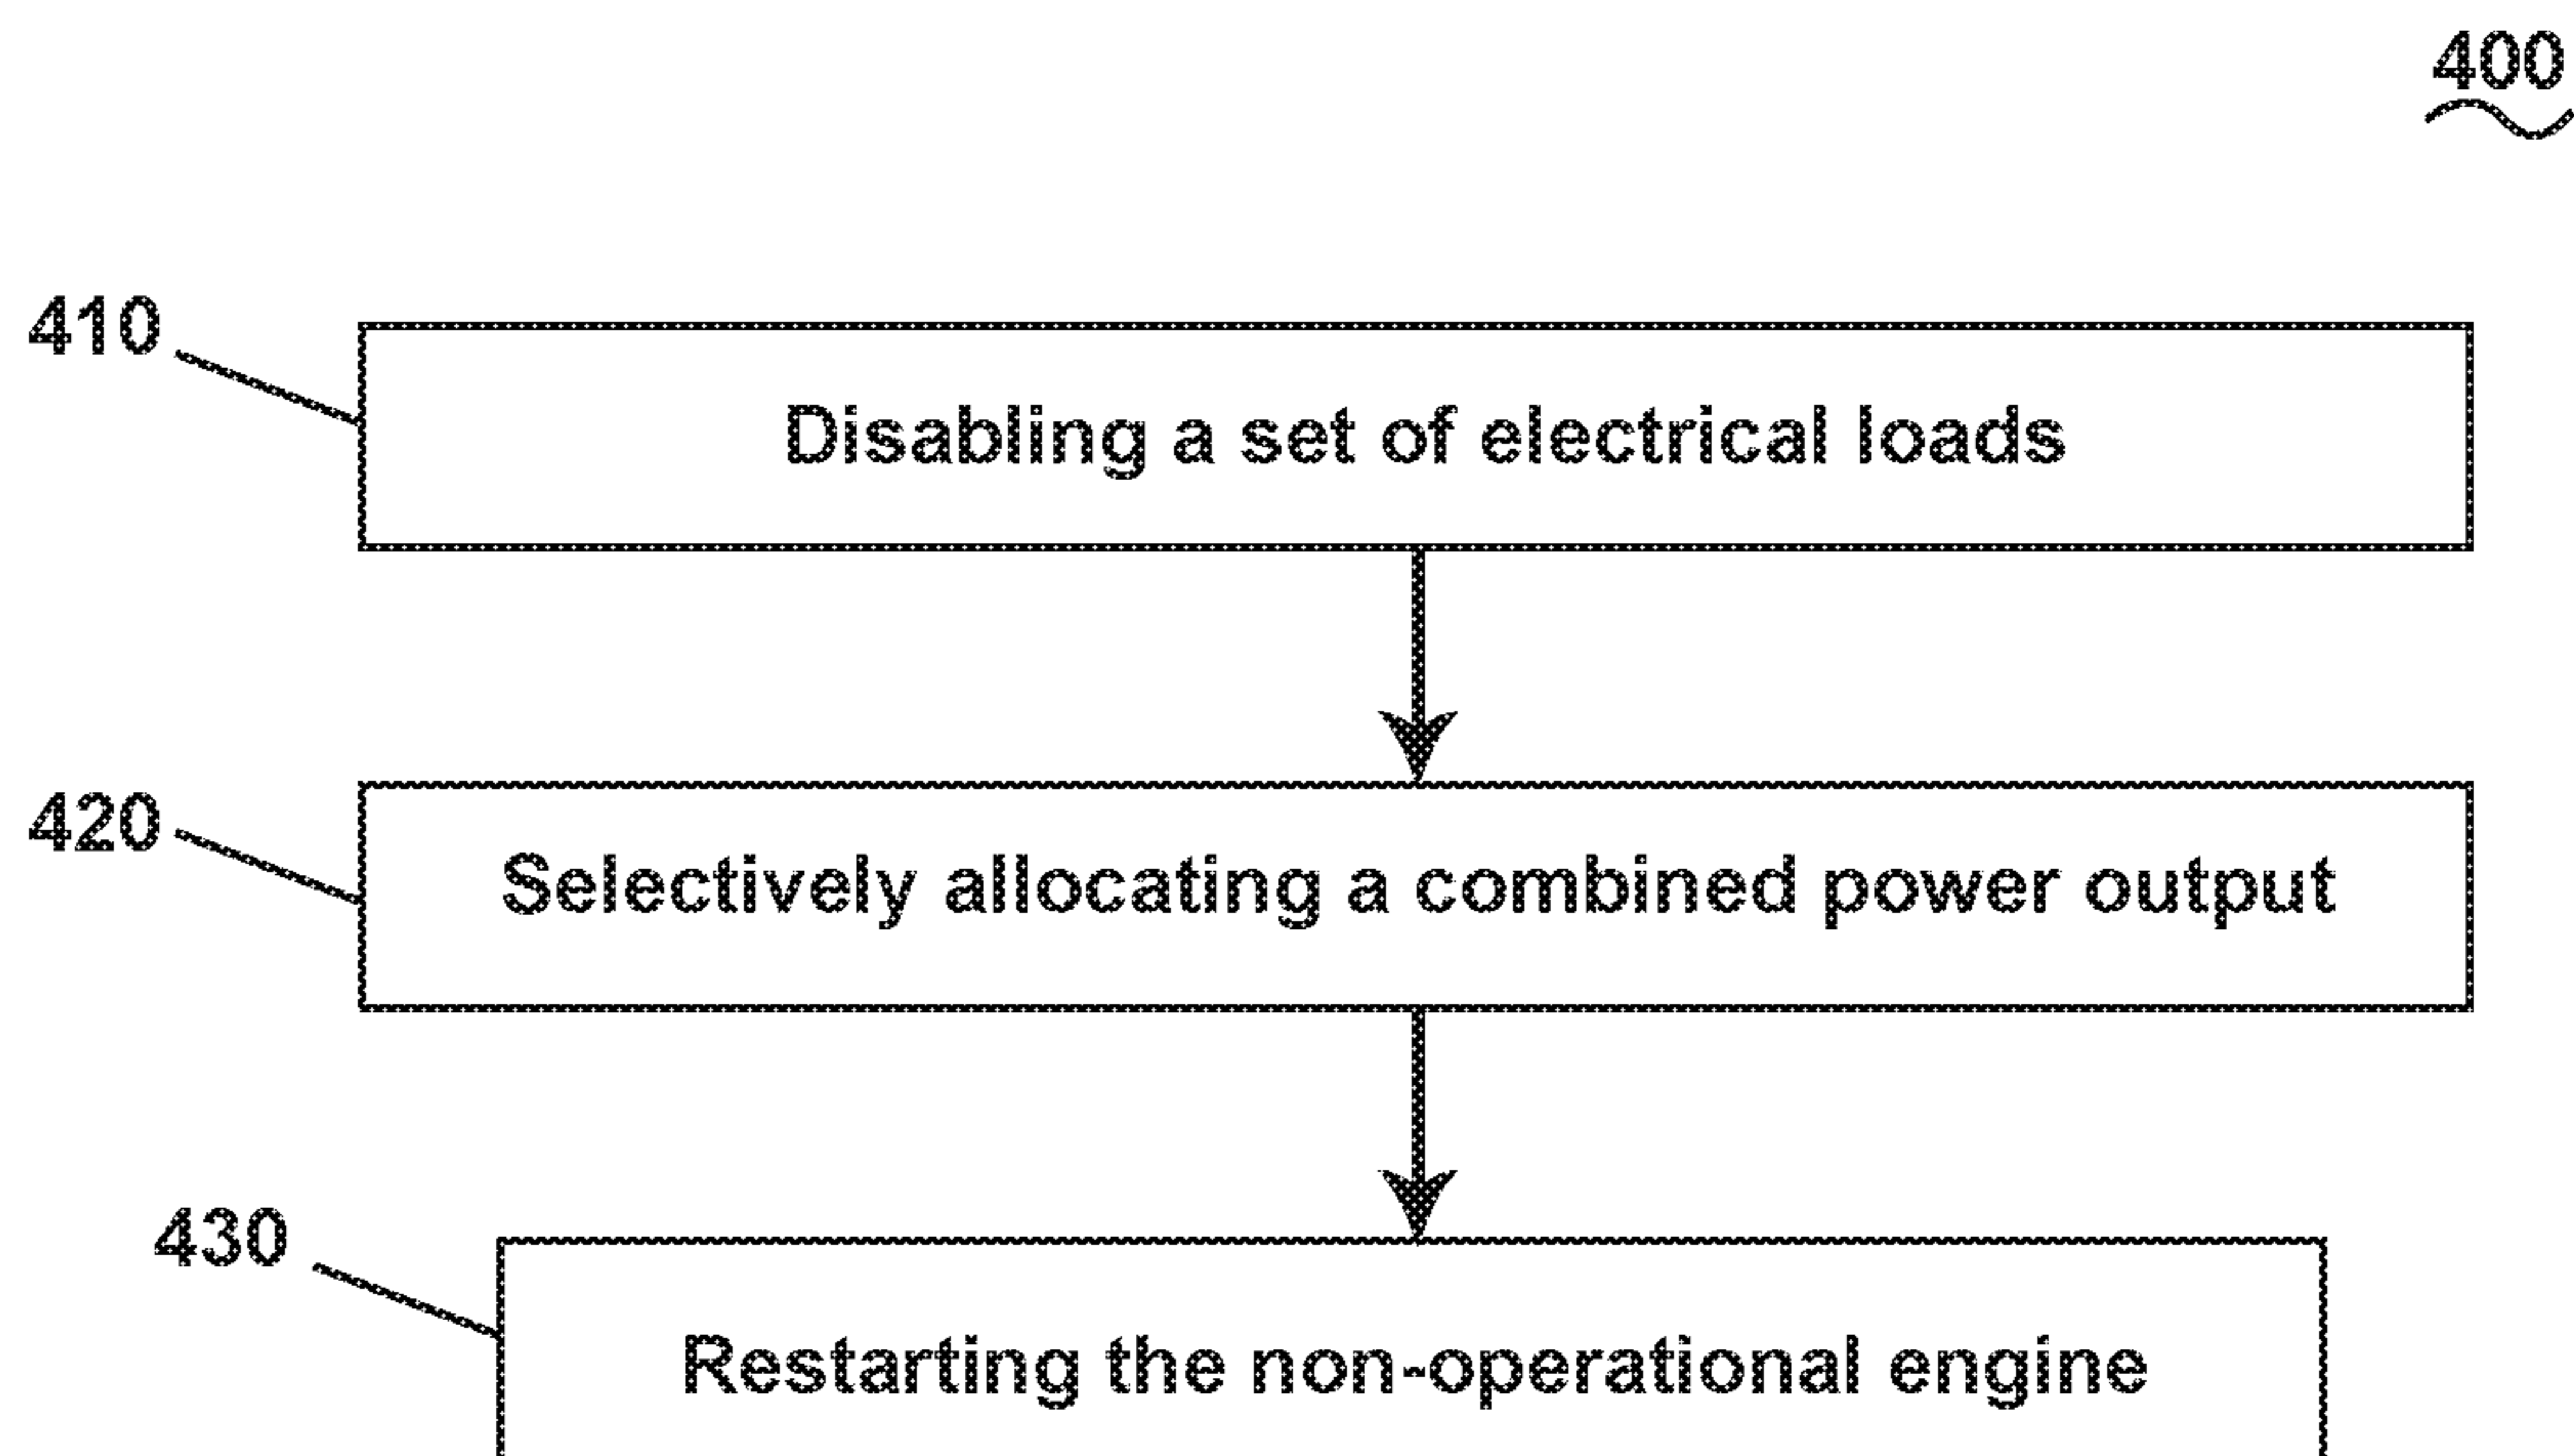 400
410
Disabling a set of electrical loads
420
Selectively allocating a combined power output
430
Restarting the non-operational engine